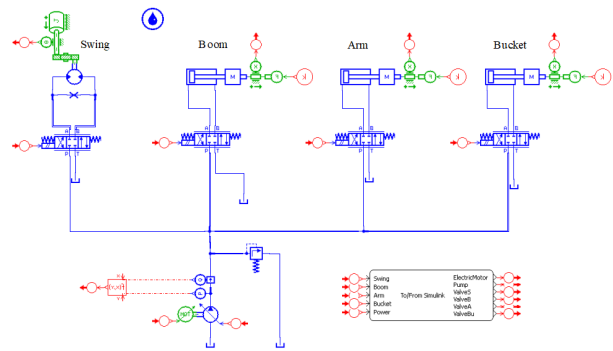 Swing
Boom
Arm
Bucket
M
M
M
A B
A B
A B
A B
P T
P T
P T
P T
Swing
Boom
Arm
Bucket
Power
To/From Simulink
ElectricMotor
Pump
ValveS
ValveB
ValveA
ValveBu